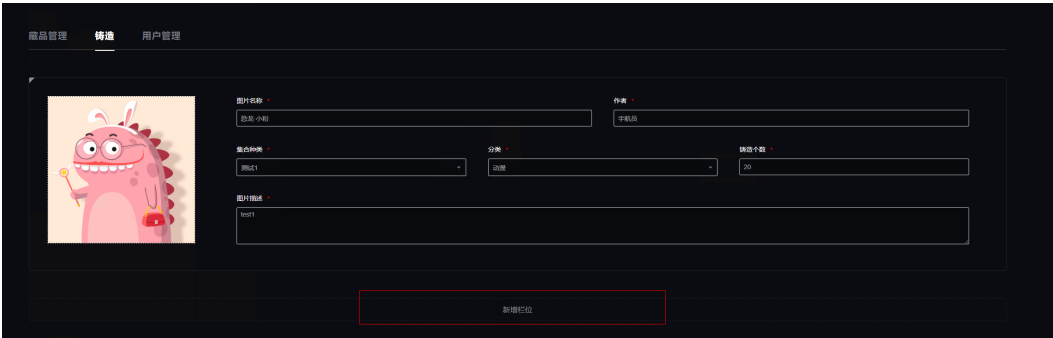 藏品管理 铸造 用户管理
图片名称 * 作者 *
恐龙 小粉 宇航员
集合种类 * 分类 * 铸造个数 *
测试1 动漫 20
图片描述 *
test1
新增栏位